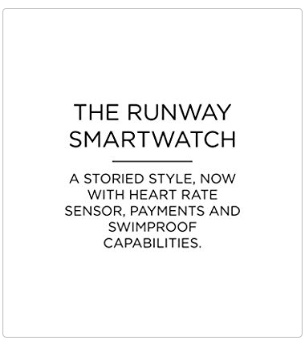 THE RUNWAY
SMARTWATCH
A STORIED STYLE, NOW
WITH HEART RATE
SENSOR, PAYMENTS AND
SWIMPROOF
CAPABILITIES.